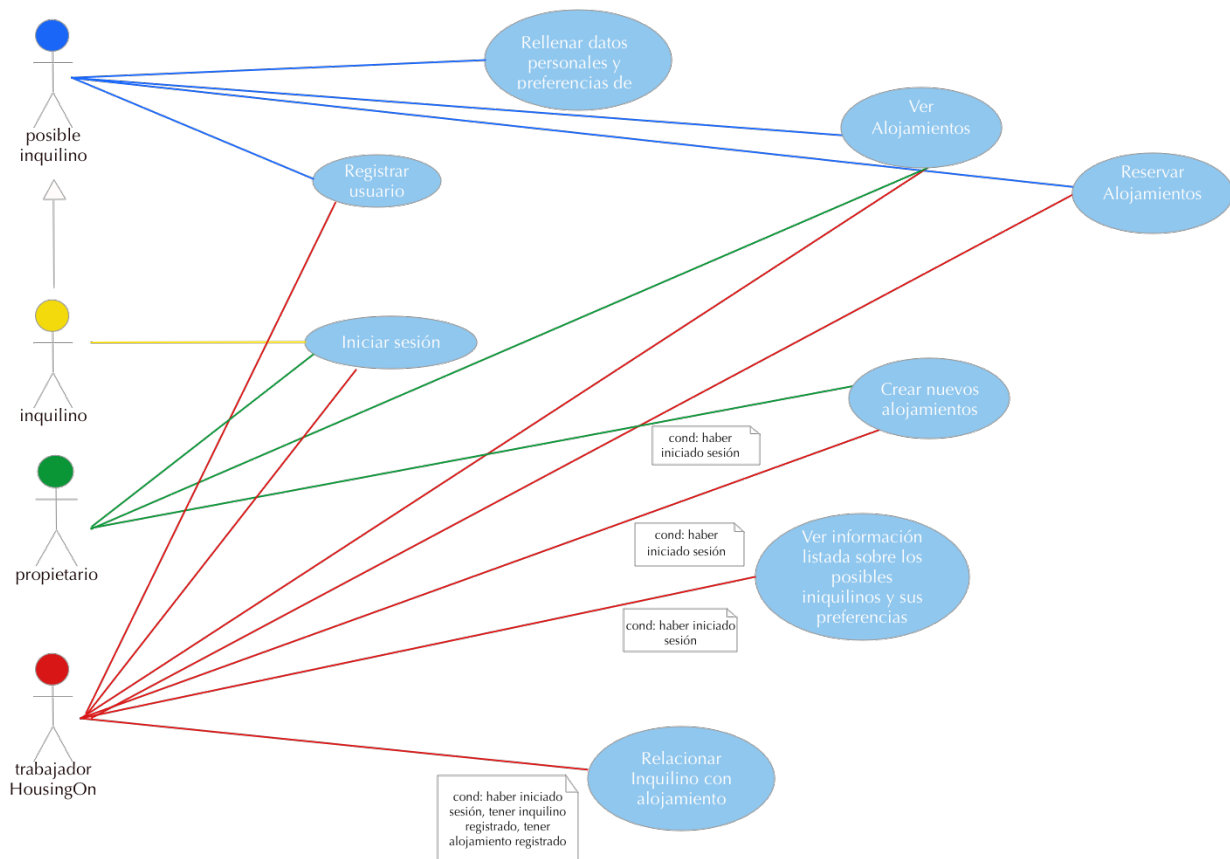 Rellenar datos
personales y
preferencias de
Ver
Alojamientos
posible
inquilino
Registrar
usuario
Reservar
Alojamientos
Iniciar sesión
inquilino
Crear nuevos
alojamientos
cond: haber
iniciado sesión
propietario
cond: haber
iniciado sesión
Ver información
listada sobre los
posibles
iniquilinos y sus
preferencias
cond: haber iniciado
sesión
trabajador
HousingOn
Relacionar
Inquilino con
alojamiento
cond: haber iniciado
sesión, tener inquilino
registrado, tener
alojamiento registrado